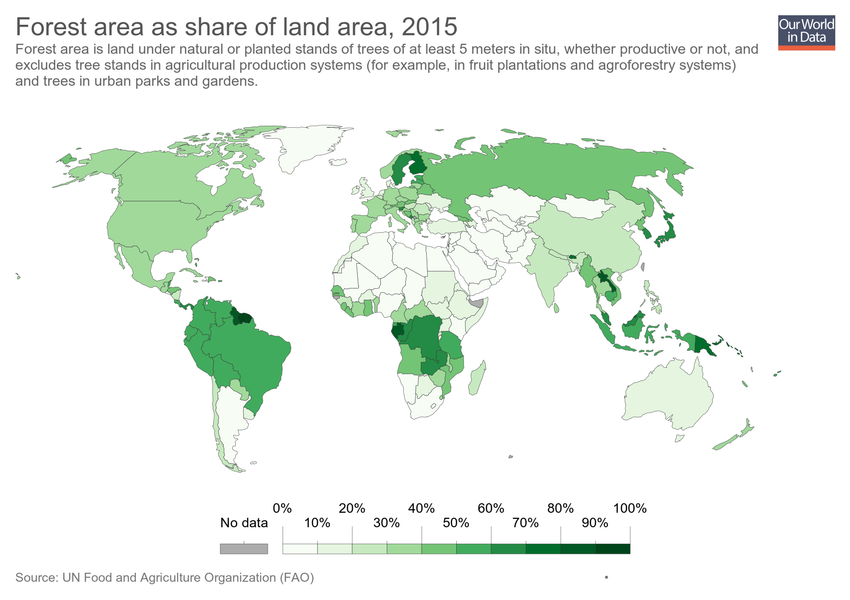 Forest area as share of land area, 2015
Our World
in Data
Forest area is land under natural or planted stands of trees of at least 5 meters in situ, whether productive or not, and
excludes tree stands in agricultural production systems (for example, in fruit plantations and agroforestry systems)
and trees in urban parks and gardens.
0% 20% 40% 60% 80% 100%
No data 10% 30% 50% 70% 90%
Source: UN Food and Agriculture Organization (FAO)